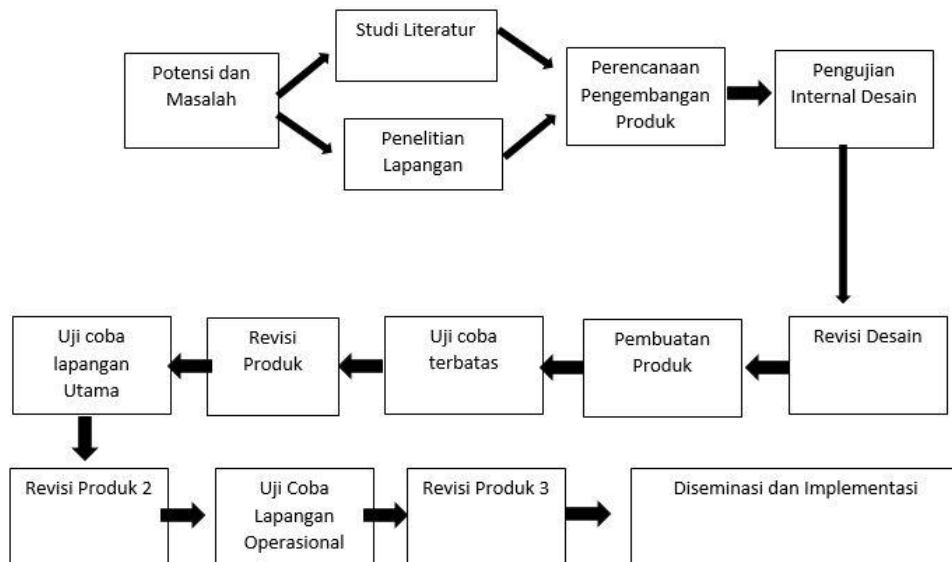 Potensi dan
Masalah
Studi Literatur
Penelitian
Lapangan
Perencanaan
Pengembangan
Produk
Pengujian
Internal Desain
Revisi Desain
Pembuatan
Produk
Uji coba
terbatas
Revisi
Produk
Uji coba
lapangan
Utama
Revisi Produk 2
Uji Coba
Lapangan
Operasional
Revisi Produk 3
Diseminasi dan Implementasi